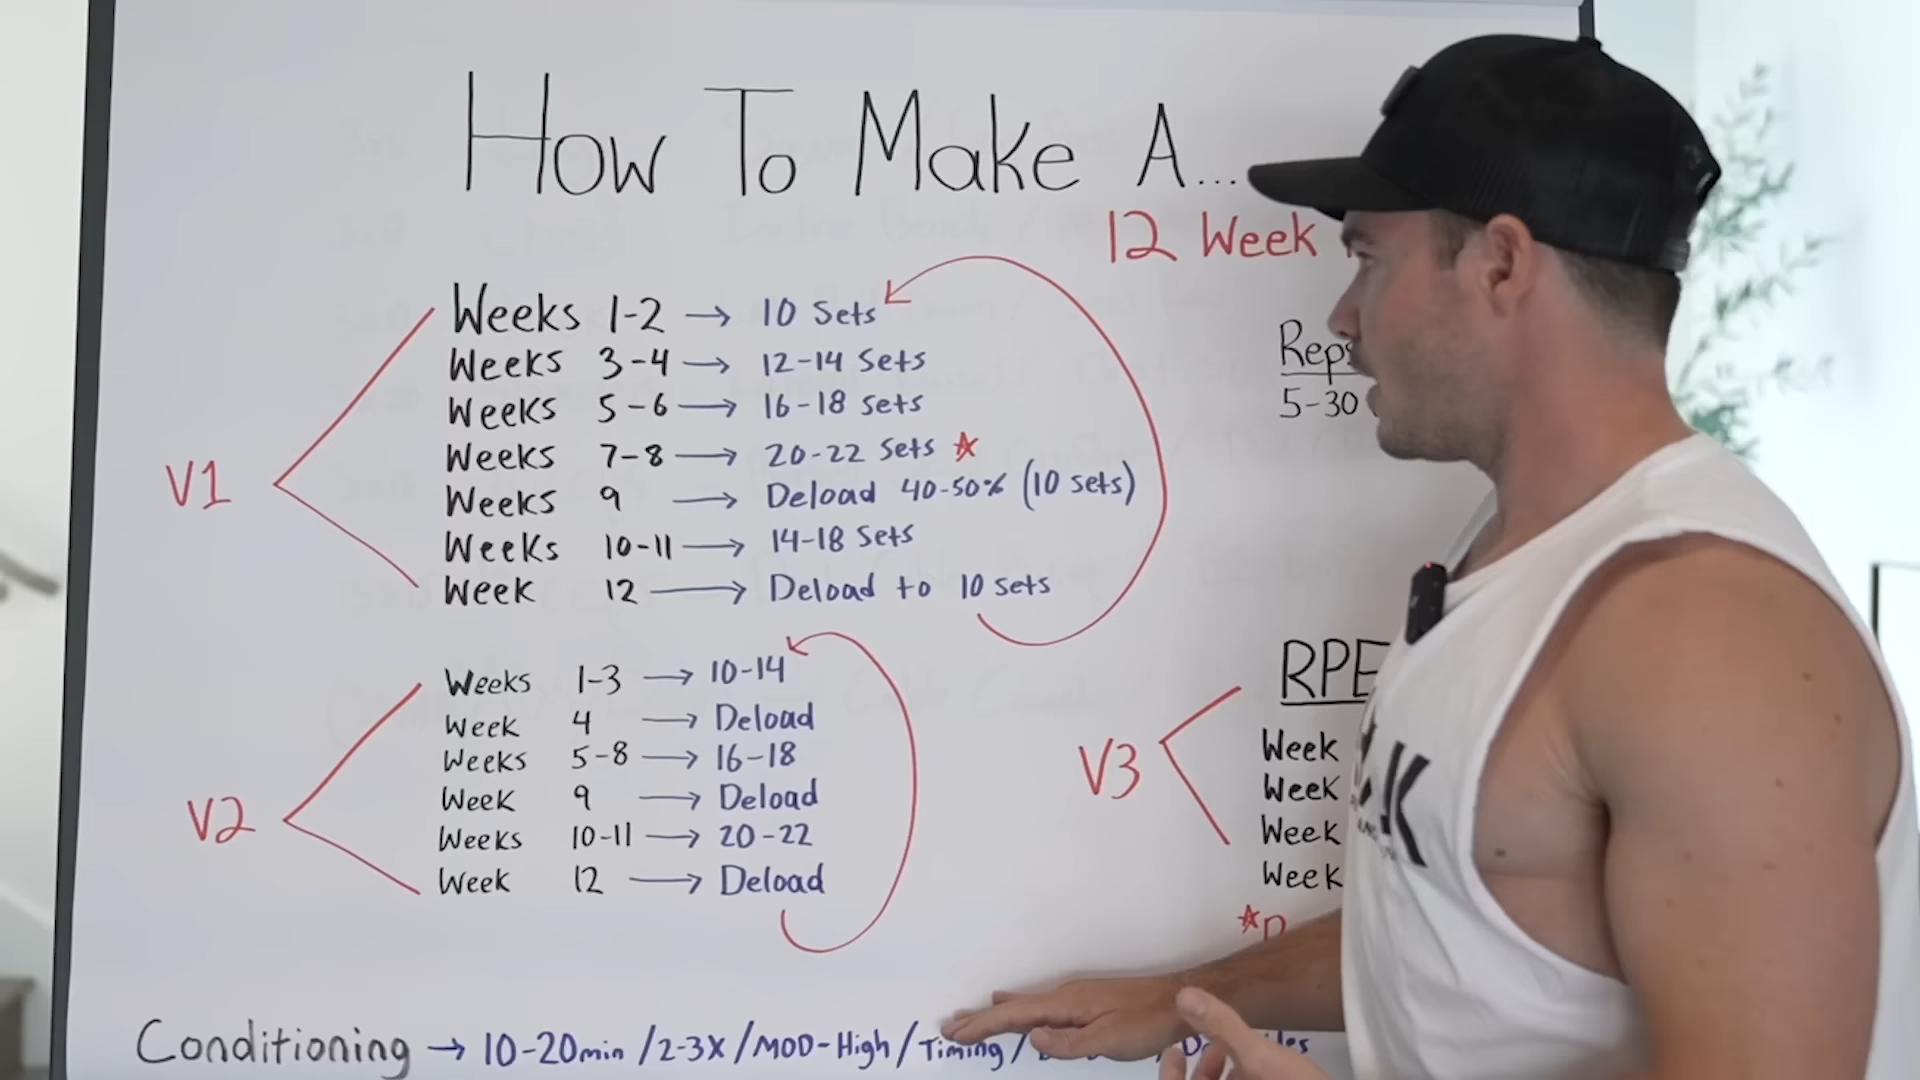 How To Make A...
12 Week
V1
Weeks 1-2 → 10 Sets
Weeks 3-4 → 12-14 Sets
Weeks 5-6 → 16-18 Sets
Weeks 7-8 → 20-22 Sets ☆
Weeks 9 → Deload 40-50% (10 sets)
Weeks 10-11 → 14-18 Sets
Week 12 → Deload to 10 sets
V2
Weeks 1-3 → 10-14
Week 4 → Deload
Weeks 5-8 → 16-18
Week 9 → Deload
Weeks 10-11 → 20-22
Week 12 → Deload
Reps
5-30
V3
RPE
Week
Week
Week
Week
Conditioning → 10-20min /2-3X/MOD-High/Timing/